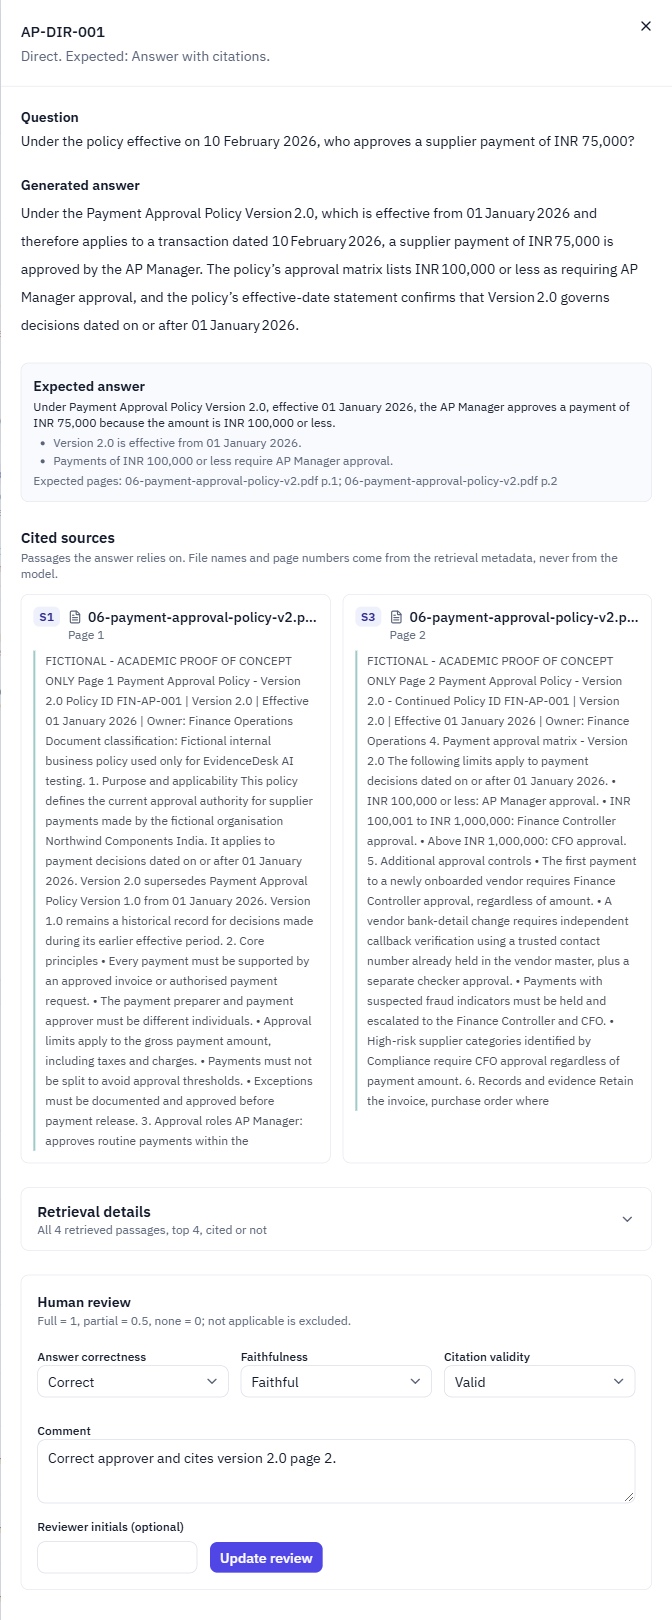 AP-DIR-001
Direct. Expected: Answer with citations.
Question
Under the policy effective on 10 February 2026, who approves a supplier payment of INR 75,000?
Generated answer
Under the Payment Approval Policy Version 2.0, which is effective from 01 January 2026 and
therefore applies to a transaction dated 10 February 2026, a supplier payment of INR 75,000 is
approved by the AP Manager. The policy’s approval matrix lists INR 100,000 or less as requiring AP
Manager approval, and the policy’s effective-date statement confirms that Version 2.0 governs
decisions dated on or after 01 January 2026.
Expected answer
Under Payment Approval Policy Version 2.0, effective 01 January 2026, the AP Manager approves a payment of
INR 75,000 because the amount is INR 100,000 or less.
• Version 2.0 is effective from 01 January 2026.
• Payments of INR 100,000 or less require AP Manager approval.
Expected pages: 06-payment-approval-policy-v2.pdf p.1; 06-payment-approval-policy-v2.pdf p.2
Cited sources
Passages the answer relies on. File names and page numbers come from the retrieval metadata, never from the
model.
S1 06-payment-approval-policy-v2.p...
Page 1
FICTIONAL - ACADEMIC PROOF OF CONCEPT
ONLY Page 1 Payment Approval Policy - Version
2.0 Policy ID FIN-AP-001 | Version 2.0 | Effective
01 January 2026 | Owner: Finance Operations
Document classification: Fictional internal
business policy used only for EvidenceDesk AI
testing. 1. Purpose and applicability This policy
defines the current approval authority for supplier
payments made by the fictional organisation
Northwind Components India. It applies to
payment decisions dated on or after 01 January
2026. Version 2.0 supersedes Payment Approval
Policy Version 1.0 from 01 January 2026. Version
1.0 remains a historical record for decisions made
during its earlier effective period. 2. Core
principles • Every payment must be supported by
an approved invoice or authorised payment
request. • The payment preparer and payment
approver must be different individuals. • Approval
limits apply to the gross payment amount,
including taxes and charges. • Payments must not
be split to avoid approval thresholds. • Exceptions
must be documented and approved before
payment release. 3. Approval roles AP Manager:
approves routine payments within the
S3 06-payment-approval-policy-v2.p...
Page 2
FICTIONAL - ACADEMIC PROOF OF CONCEPT
ONLY Page 2 Payment Approval Policy - Version
2.0 - Continued Policy ID FIN-AP-001 | Version
2.0 | Effective 01 January 2026 | Owner: Finance
Operations 4. Payment approval matrix - Version
2.0 The following limits apply to payment
decisions dated on or after 01 January 2026. •
INR 100,000 or less: AP Manager approval. • INR
100,001 to INR 1,000,000: Finance Controller
approval. • Above INR 1,000,000: CFO approval.
5. Additional approval controls • The first payment
to a newly onboarded vendor requires Finance
Controller approval, regardless of amount. • A
vendor bank-detail change requires independent
callback verification using a trusted contact
number already held in the vendor master, plus a
separate checker approval. • Payments with
suspected fraud indicators must be held and
escalated to the Finance Controller and CFO. •
High-risk supplier categories identified by
Compliance require CFO approval regardless of
payment amount. 6. Records and evidence Retain
the invoice, purchase order where
Retrieval details
All 4 retrieved passages, top 4, cited or not
Human review
Full = 1, partial = 0.5, none = 0; not applicable is excluded.
Answer correctness Faithfulness Citation validity
Correct Faithful Valid
Comment
Correct approver and cites version 2.0 page 2.
Reviewer initials (optional)
Update review